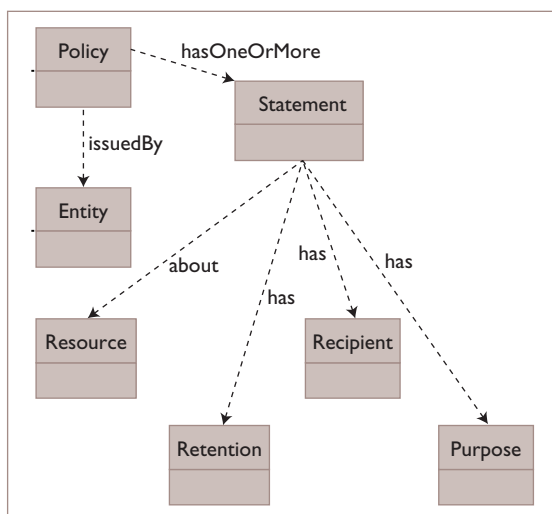 Policy
hasOneOrMore
Statement
issuedBy
Entity
about
has
has
has
Resource
Recipient
Retention
Purpose